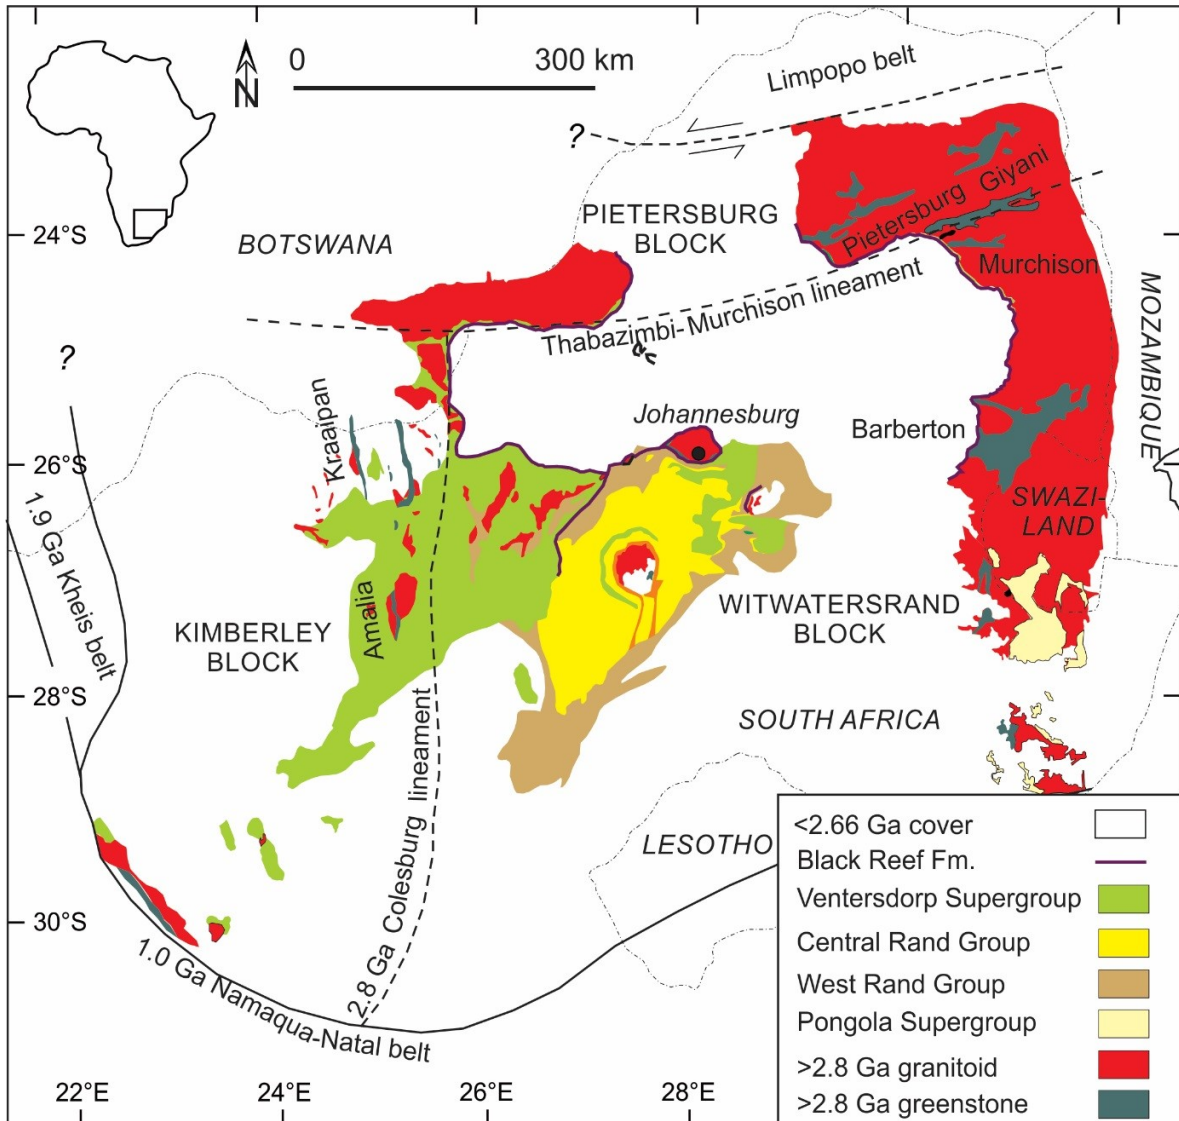 N
0 300 km
Limpopo belt
?
PIETERSBURG
BLOCK
Giyani
Pietersburg
24°S
BOTSWANA
Murchison
Thabazimbi-Murchison lineament
MOZAMBIQUE
?
Kraaipan
Johannesburg
Barberton
26°S
1.9 Ga Kheis belt
SWAZI-
LAND
Amalia
KIMBERLEY
BLOCK
WITWATERSRAND
BLOCK
28°S
SOUTH AFRICA
2.8 Ga Colesburg lineament
LESOTHO
30°S
1.0 Ga Namaqua-Natal belt
<2.66 Ga cover
Black Reef Fm.
Ventersdorp Supergroup
Central Rand Group
West Rand Group
Pongola Supergroup
>2.8 Ga granitoid
>2.8 Ga greenstone
22°E 24°E 26°E 28°E